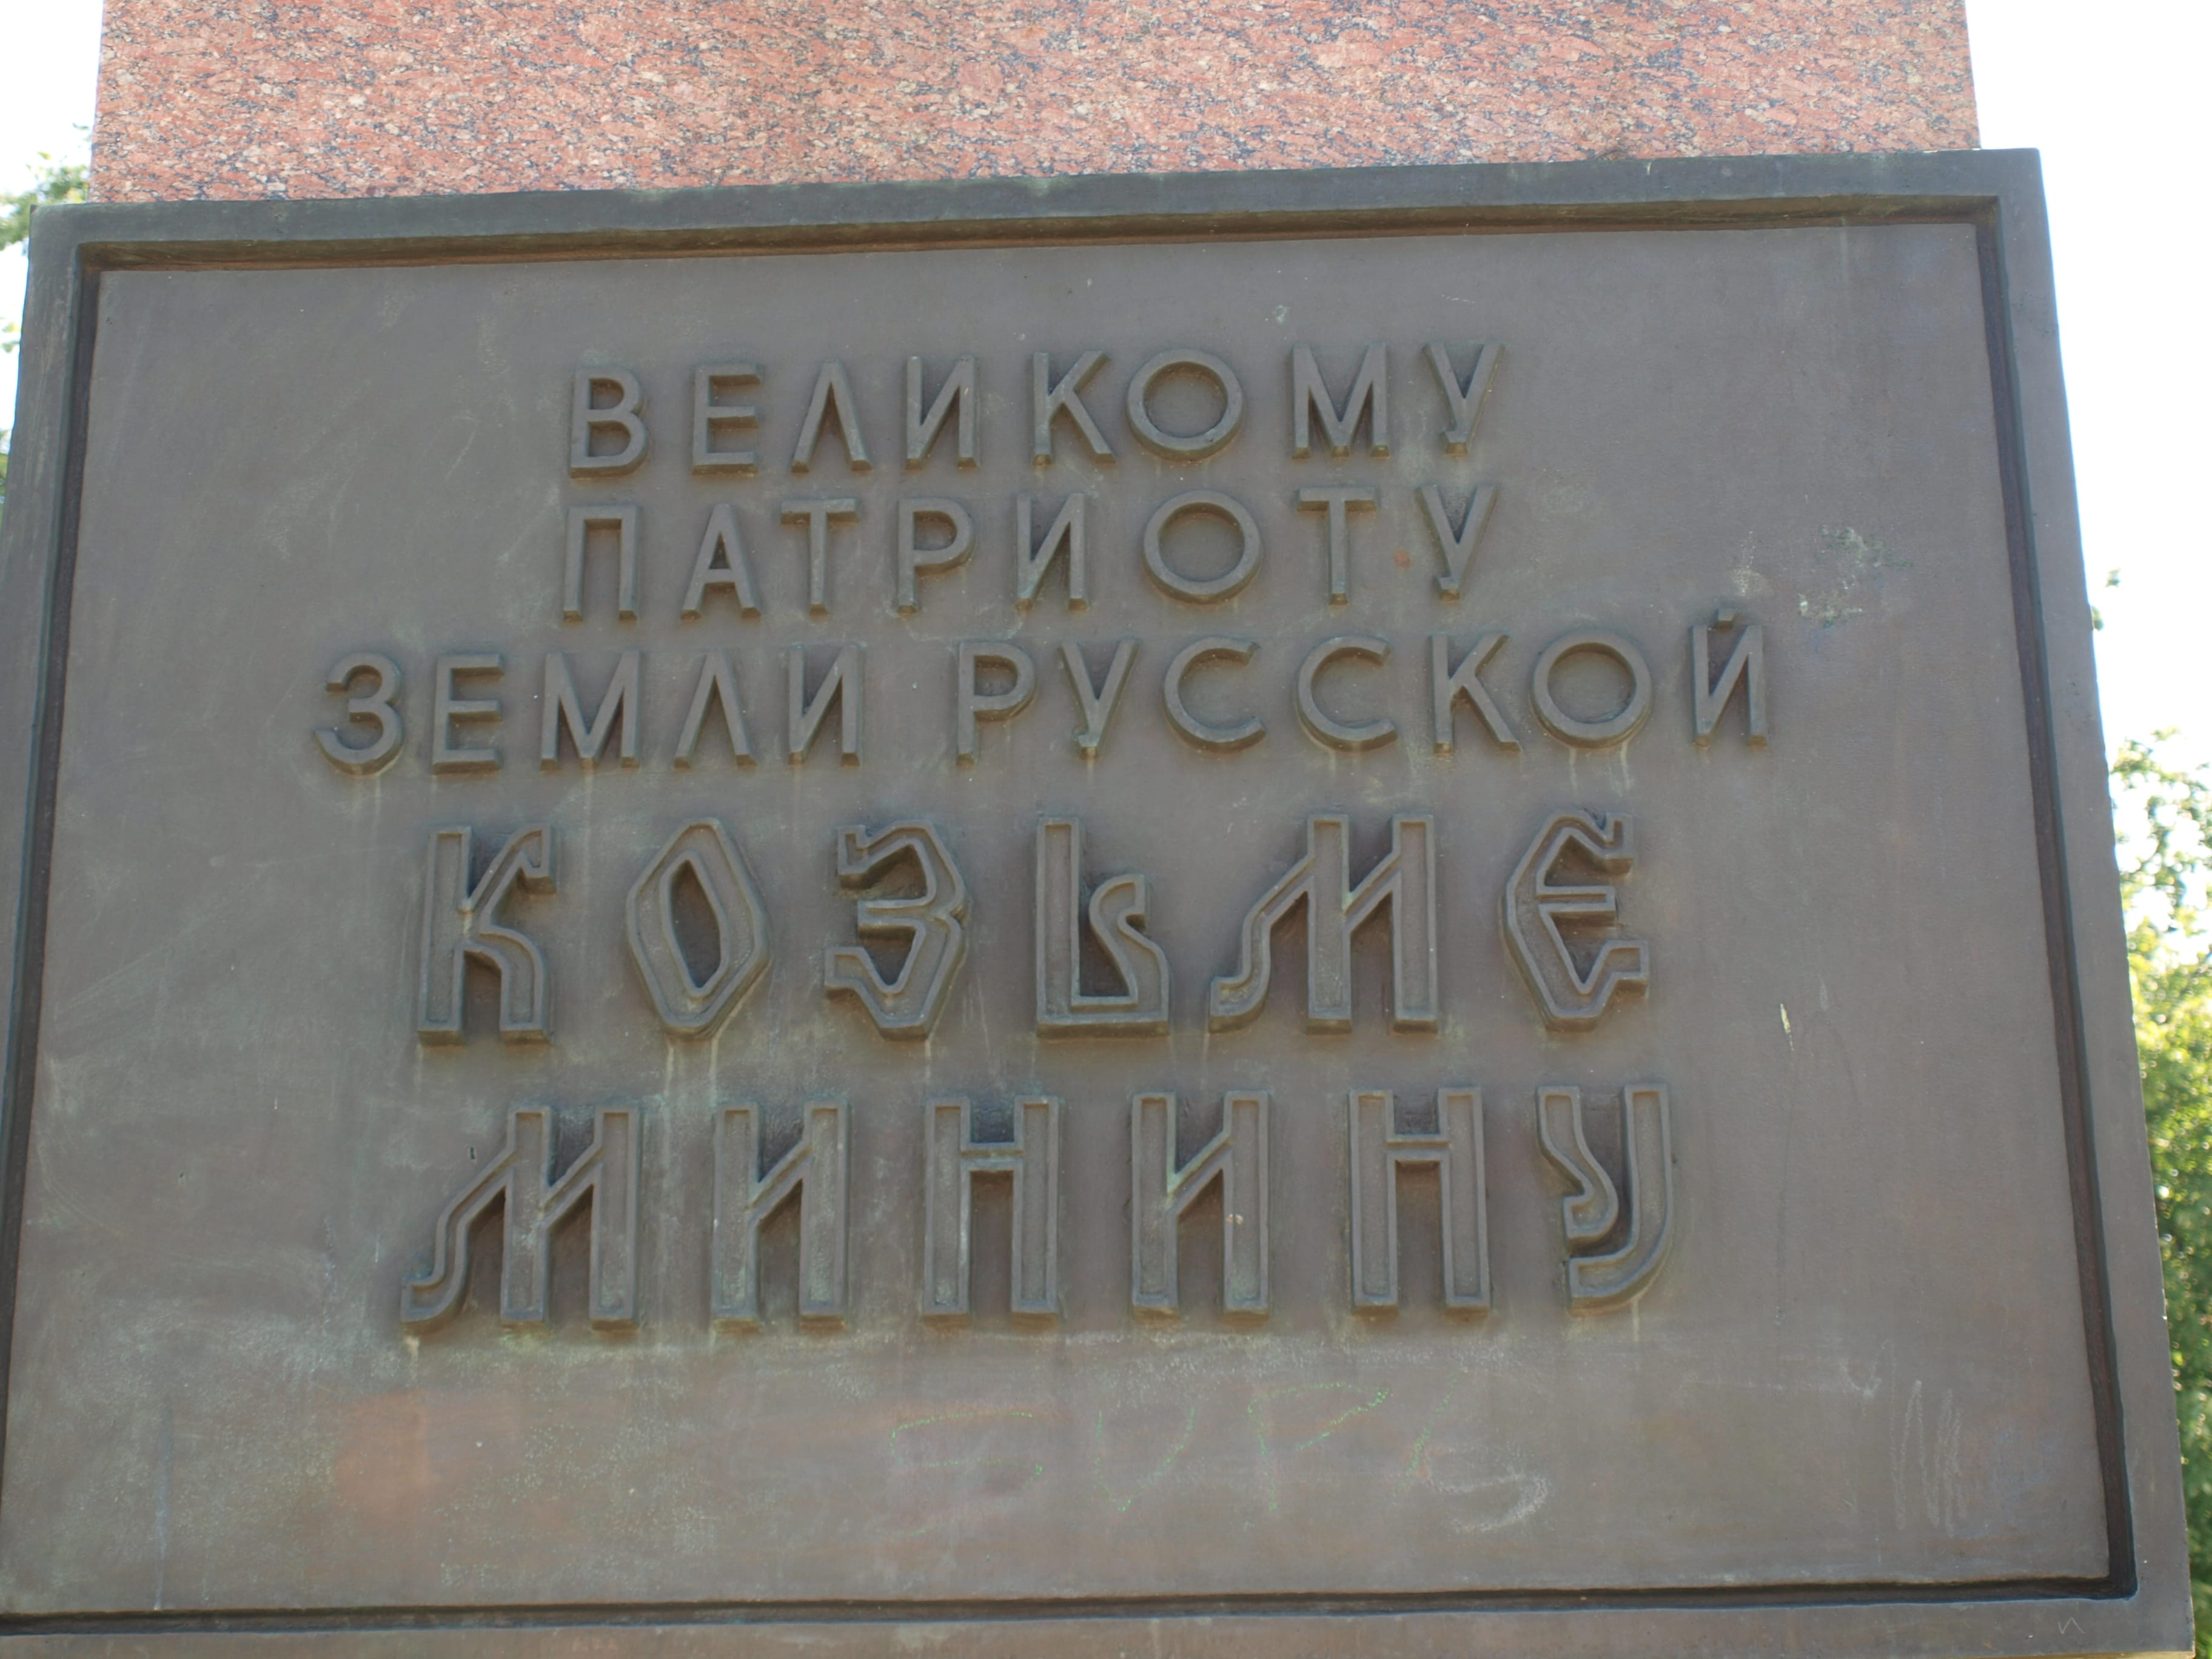 ВЕЛИКОМУ
ПАТРИОТУ
ЗЕМЛИ РУССКОЙ
КОЗЬМЕ
МИНИНУ